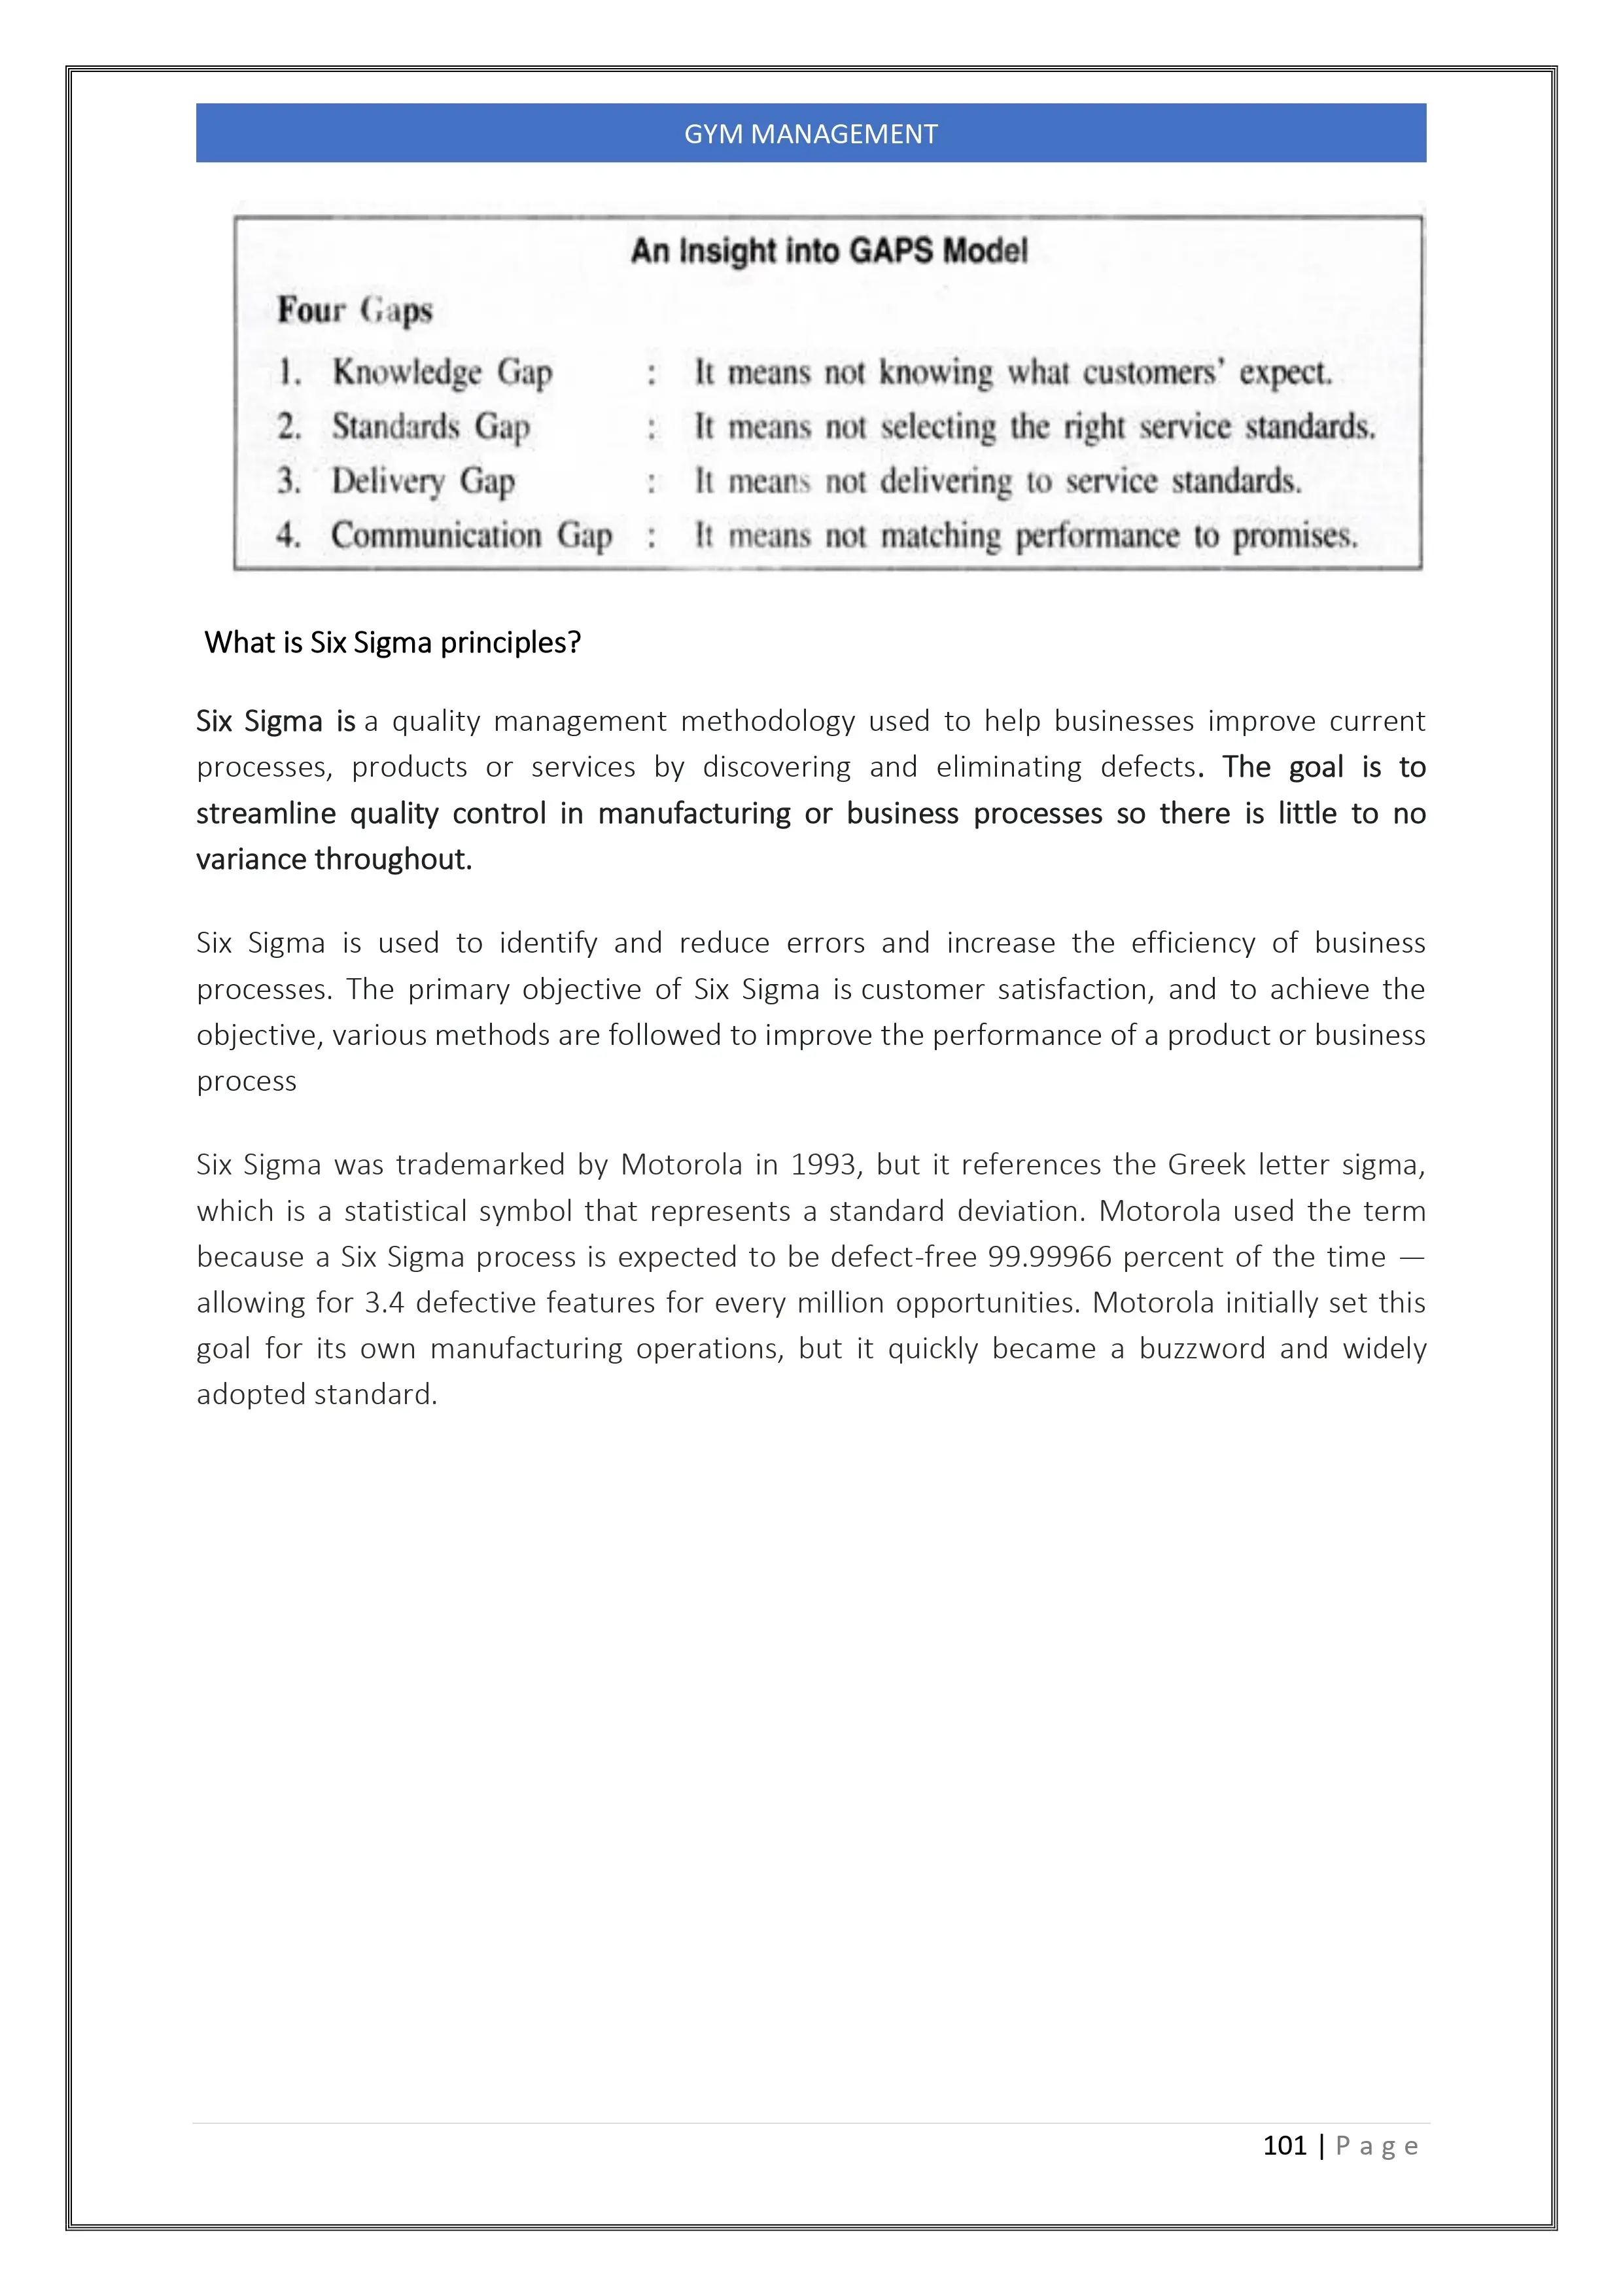 GYM MANAGEMENT
An Insight into GAPS Model
Four Gaps
1. Knowledge Gap : It means not knowing what customers' expect.
2. Standards Gap : It means not selecting the right service standards.
3. Delivery Gap : It means not delivering to service standards.
4. Communication Gap : It means not matching performance to promises.
What is Six Sigma principles?
Six Sigma is a quality management methodology used to help businesses improve current
processes, products or services by discovering and eliminating defects. The goal is to
streamline quality control in manufacturing or business processes so there is little to no
variance throughout.
Six Sigma is used to identify and reduce errors and increase the efficiency of business
processes. The primary objective of Six Sigma is customer satisfaction, and to achieve the
objective, various methods are followed to improve the performance of a product or business
process
Six Sigma was trademarked by Motorola in 1993, but it references the Greek letter sigma,
which is a statistical symbol that represents a standard deviation. Motorola used the term
because a Six Sigma process is expected to be defect-free 99.99966 percent of the time —
allowing for 3.4 defective features for every million opportunities. Motorola initially set this
goal for its own manufacturing operations, but it quickly became a buzzword and widely
adopted standard.
101 | Page